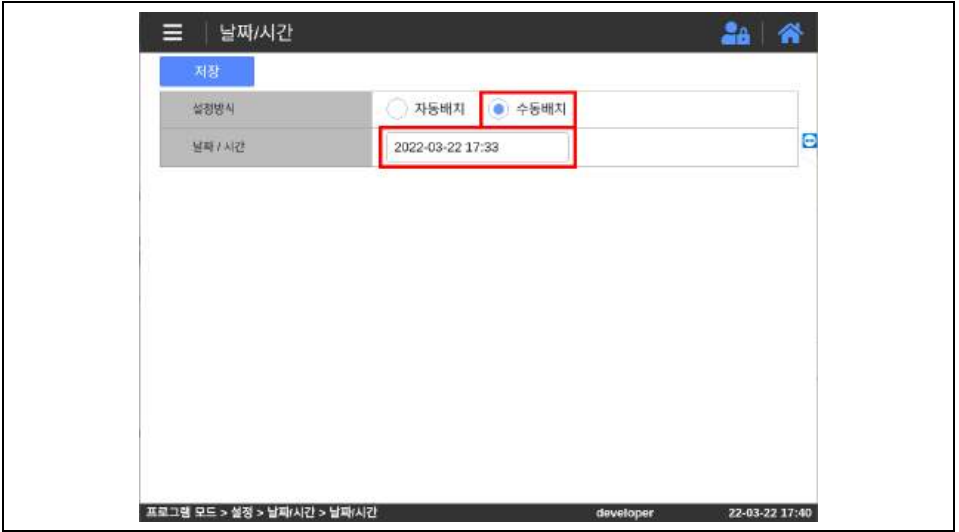 날짜/시간
저장
설정방식 자동배치 수동배치
날짜 / 시간 2022-03-22 17:33
프로그램 모드 > 설정 > 날짜/시간 > 날짜/시간 developer 22-03-22 17:40